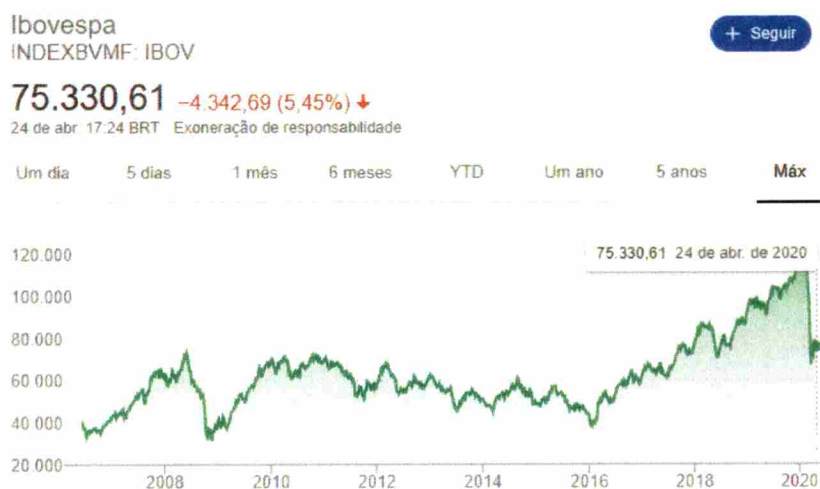 Ibovespa
INDEXBVMF: IBOV
+ Seguir
75.330,61 −4.342,69 (5,45%) ↓
24 de abr 17:24 BRT Exoneração de responsabilidade
Um dia 5 dias 1 mês 6 meses YTD Um ano 5 anos Máx
75.330,61 24 de abr. de 2020
120.000
100.000
80.000
60 000
40 000
20 000
2008 2010 2012 2014 2016 2018 2020